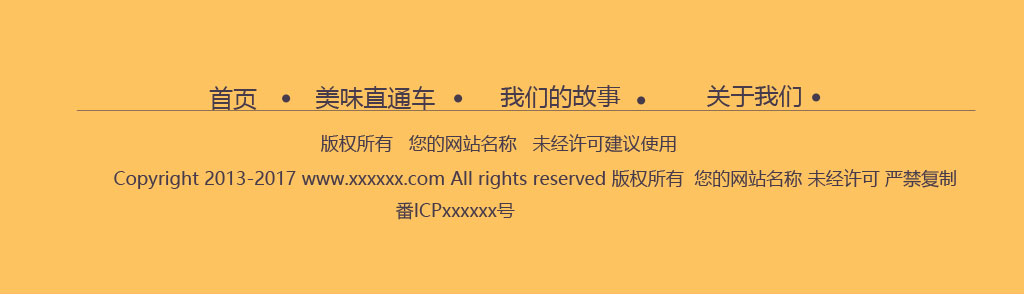 首页 • 美味直通车 • 我们的故事 • 关于我们 •
版权所有 您的网站名称 未经许可建议使用
Copyright 2013-2017 www.xxxxxx.com All rights reserved 版权所有 您的网站名称 未经许可 严禁复制
番ICPxxxxxx号